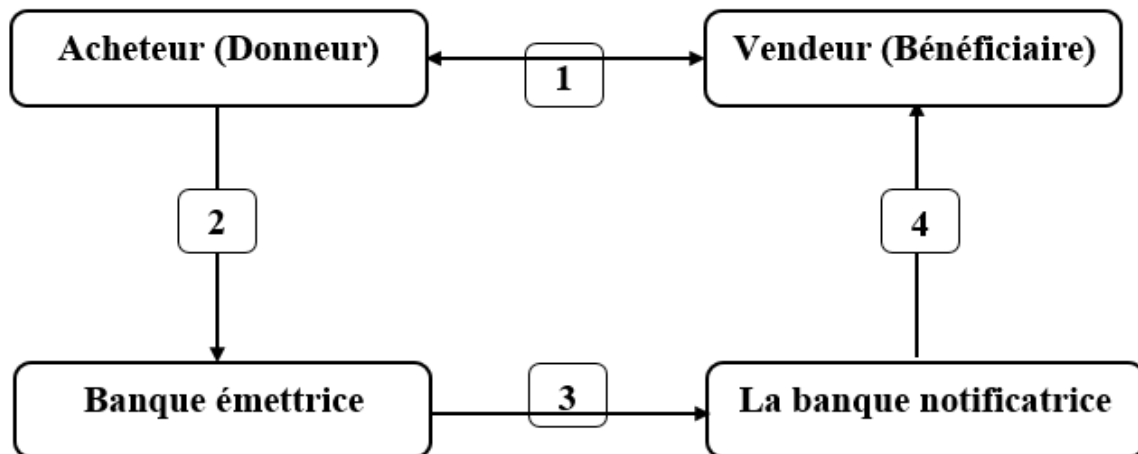 Acheteur (Donneur)
Vendeur (Bénéficiaire)
1
2
4
Banque émettrice
3
La banque notificatrice